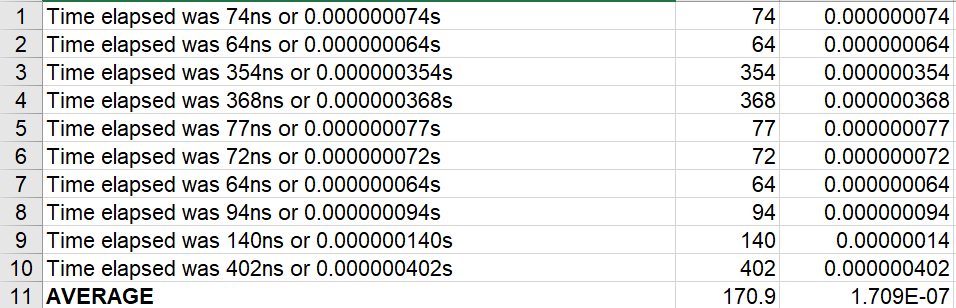 1 Time elapsed was 74ns or 0.000000074s 74 0.000000074
2 Time elapsed was 64ns or 0.000000064s 64 0.000000064
3 Time elapsed was 354ns or 0.000000354s 354 0.000000354
4 Time elapsed was 368ns or 0.000000368s 368 0.000000368
5 Time elapsed was 77ns or 0.000000077s 77 0.000000077
6 Time elapsed was 72ns or 0.000000072s 72 0.000000072
7 Time elapsed was 64ns or 0.000000064s 64 0.000000064
8 Time elapsed was 94ns or 0.000000094s 94 0.000000094
9 Time elapsed was 140ns or 0.000000140s 140 0.00000014
10 Time elapsed was 402ns or 0.000000402s 402 0.000000402
11 AVERAGE 170.9 1.709E-07